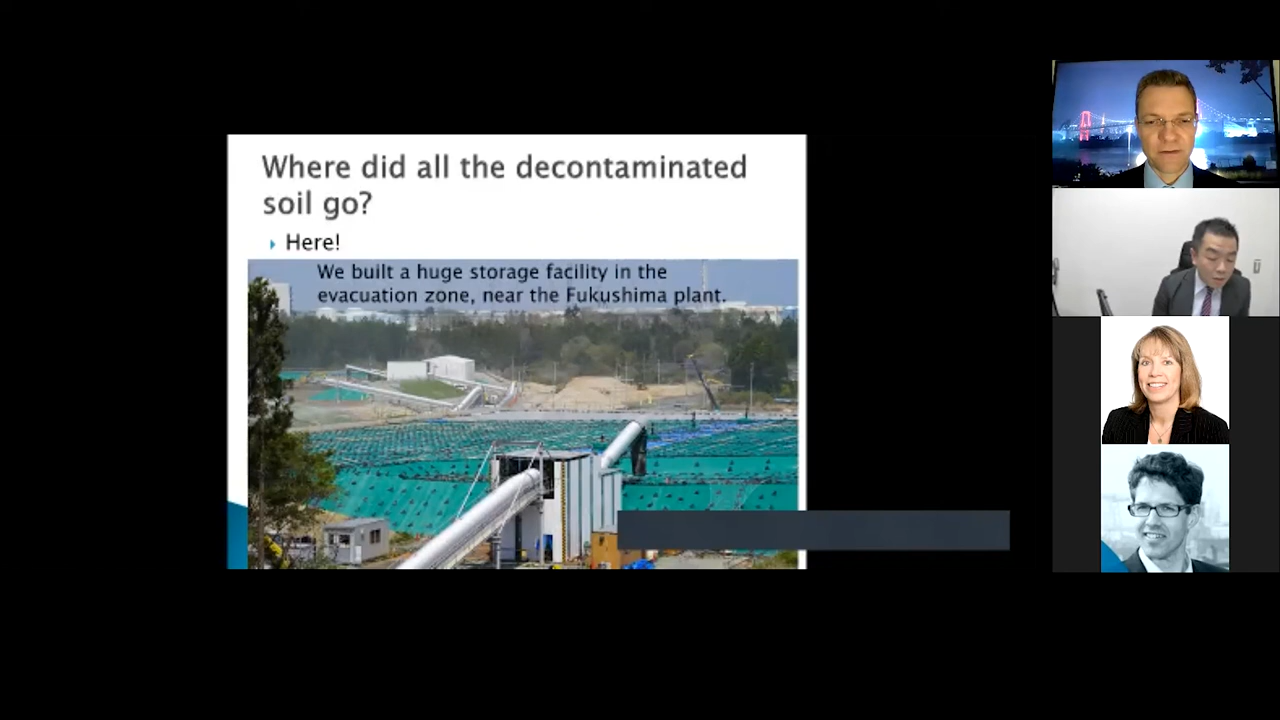 Where did all the decontaminated
soil go?
Here!
We built a huge storage facility in the
evacuation zone, near the Fukushima plant.